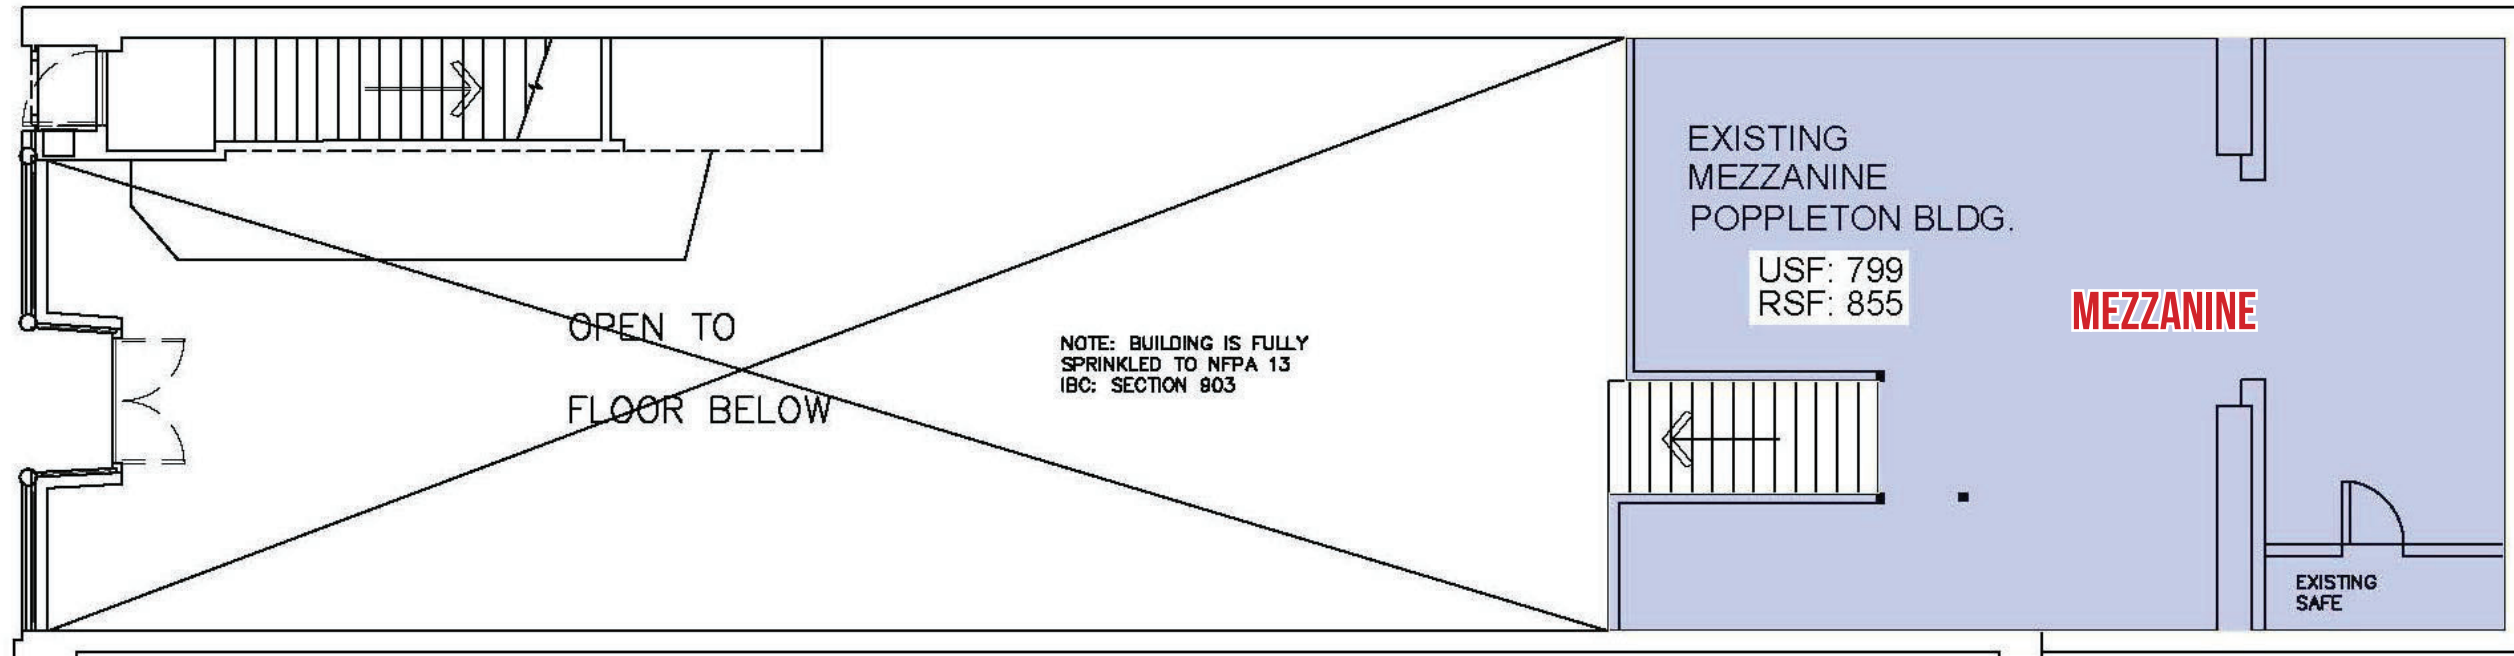 EXISTING
MEZZANINE
POPPLETON BLDG.
USF: 799
RSF: 855
MEZZANINE
OPEN TO
FLOOR BELOW
NOTE: BUILDING IS FULLY
SPRINKLED TO NFPA 13
IBC: SECTION 903
EXISTING
SAFE